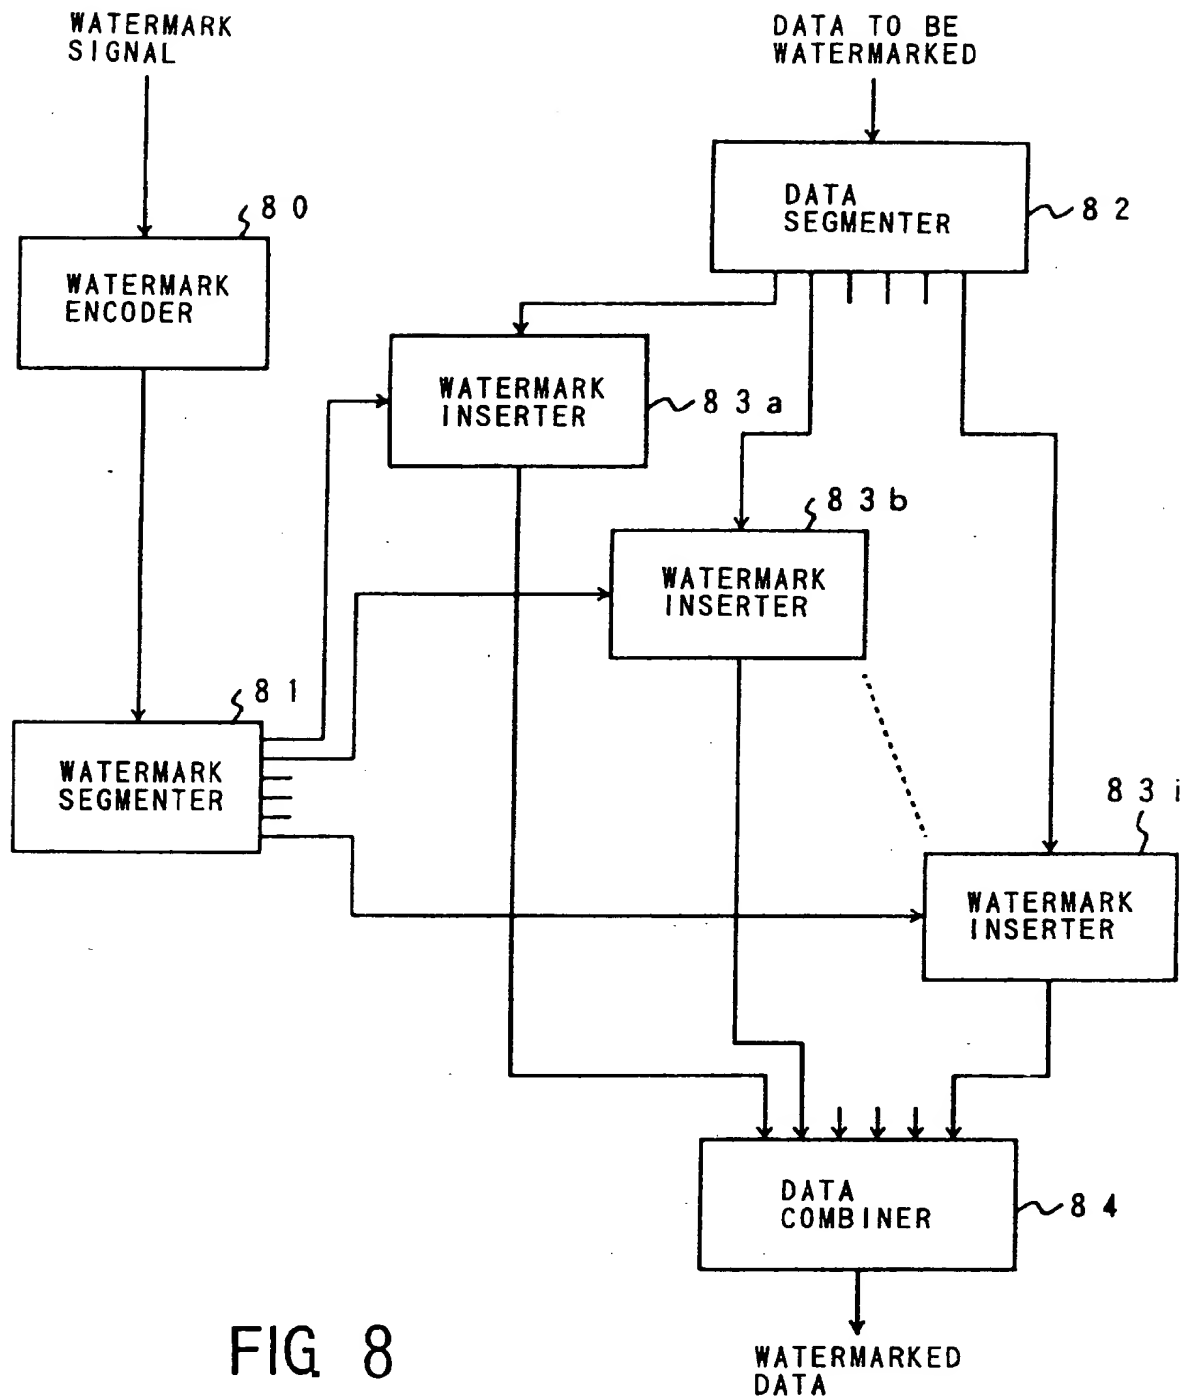 WATERMARK
SIGNAL
DATA TO BE
WATERMARKED
80
WATERMARK
ENCODER
DATA
SEGMENTER
82
WATERMARK
INSERTER
83a
83b
WATERMARK
INSERTER
81
WATERMARK
SEGMENTER
83i
WATERMARK
INSERTER
DATA
COMBINER
84
FIG. 8
WATERMARKED
DATA